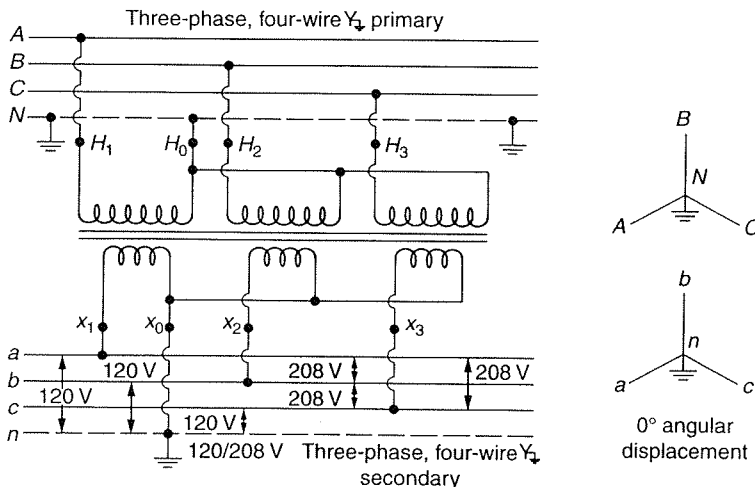 Three-phase, four-wire Y primary
A
B
C
N
H1
H0
H2
H3
B
N
A
C
x1
x0
x2
x3
a
120 V
208 V
208 V
b
120 V
208 V
c
120 V
n
120/208 V
Three-phase, four-wire Y
secondary
b
n
a
c
0° angular
displacement